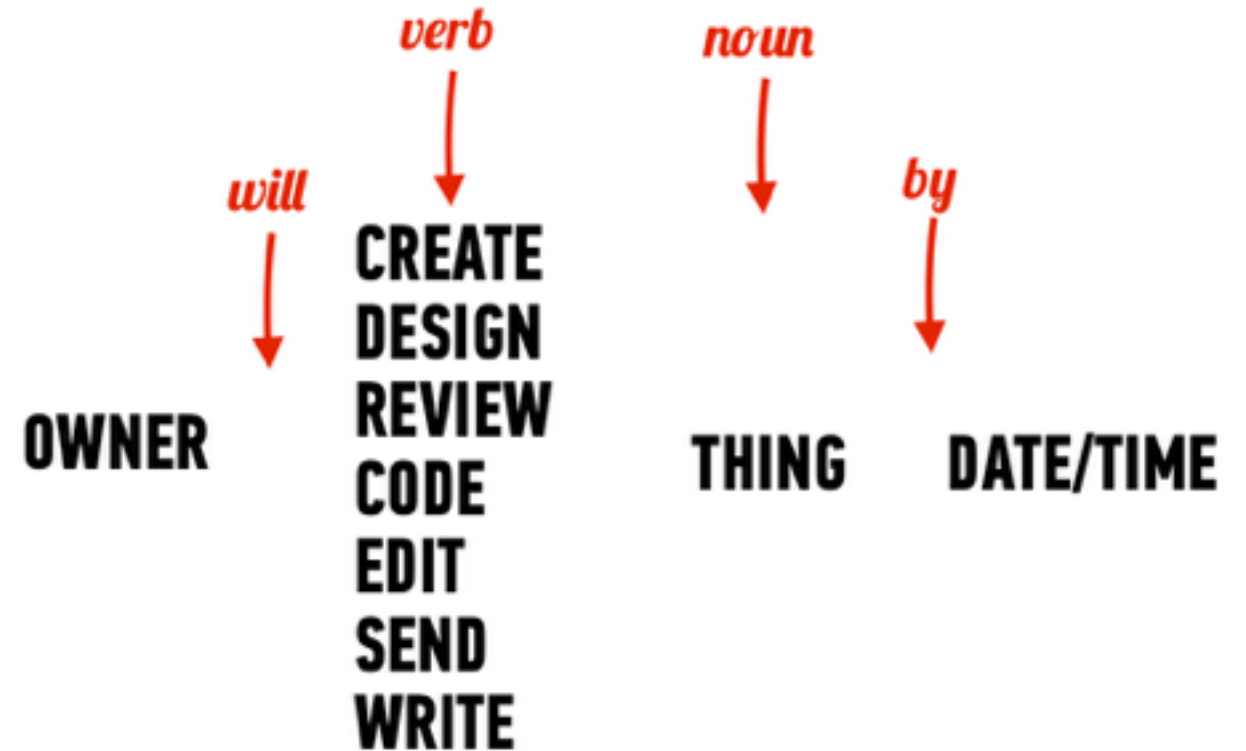 verb
noun
will
by
CREATE
DESIGN
REVIEW
CODE
EDIT
SEND
WRITE
OWNER
THING
DATE/TIME